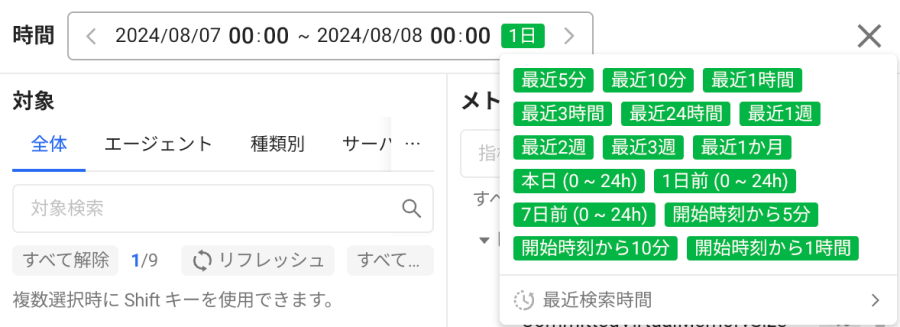 時間 2024/08/07 00:00 ~ 2024/08/08 00:00 1日
最近5分 最近10分 最近1時間
最近3時間 最近24時間 最近1週
最近2週 最近3週 最近1か月
本日 (0 ~ 24h) 1日前 (0 ~ 24h)
7日前 (0 ~ 24h) 開始時刻から5分
開始時刻から10分 開始時刻から1時間
最近検索時間
対象
全体 エージェント 種類別 サーバ ...
対象検索
すべて解除 1/9 リフレッシュ すべて...
複数選択時に Shift キーを使用できます。
メト
指
すべ